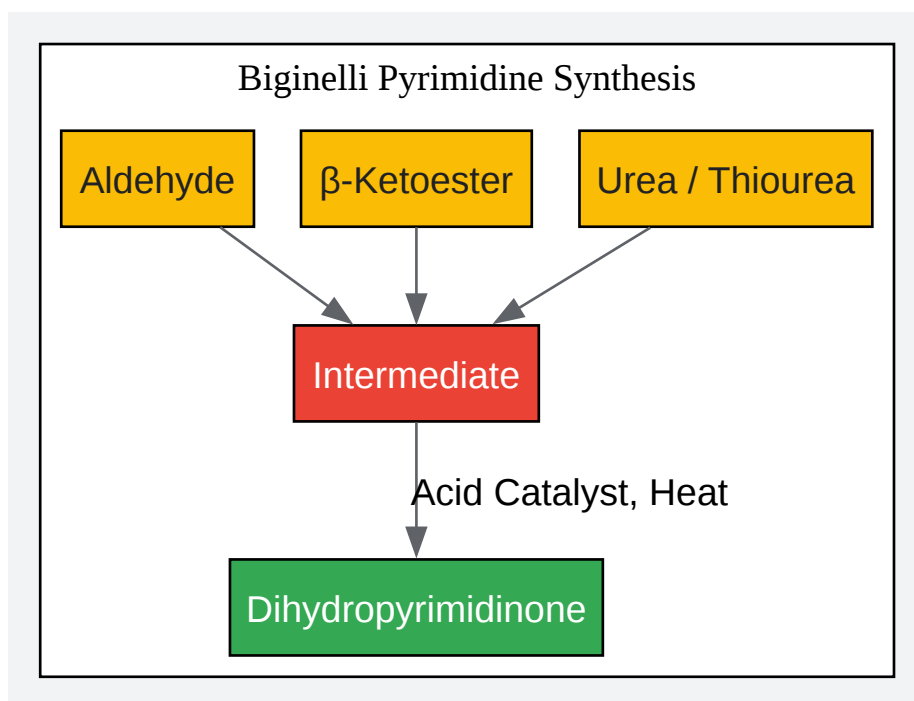 Biginelli Pyrimidine Synthesis
Aldehyde
β-Ketoester
Urea / Thiourea
Intermediate
Acid Catalyst, Heat
Dihydropyrimidinone